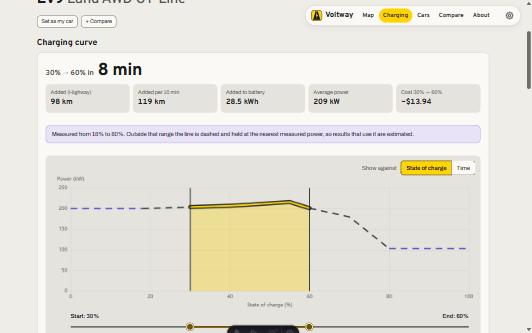 EV9 Land AWD GT-Line
Voltway
Map
Charging
Cars
Compare
About
Set as my car
+ Compare
Charging curve
30% → 60% in 8 min
Added (Highway)
98 km
Added per 10 min
119 km
Added to battery
28.5 kWh
Average power
209 kW
Cost 30% — 60%
~$13.94
Measured from 18% to 80%. Outside that range the line is dashed and held at the nearest measured power, so results that use it are estimated.
Show against
State of charge
Time
Power (kW)
250
200
150
100
50
0
0 20 40 60 80 100
State of charge (%)
Start: 30%
End: 60%